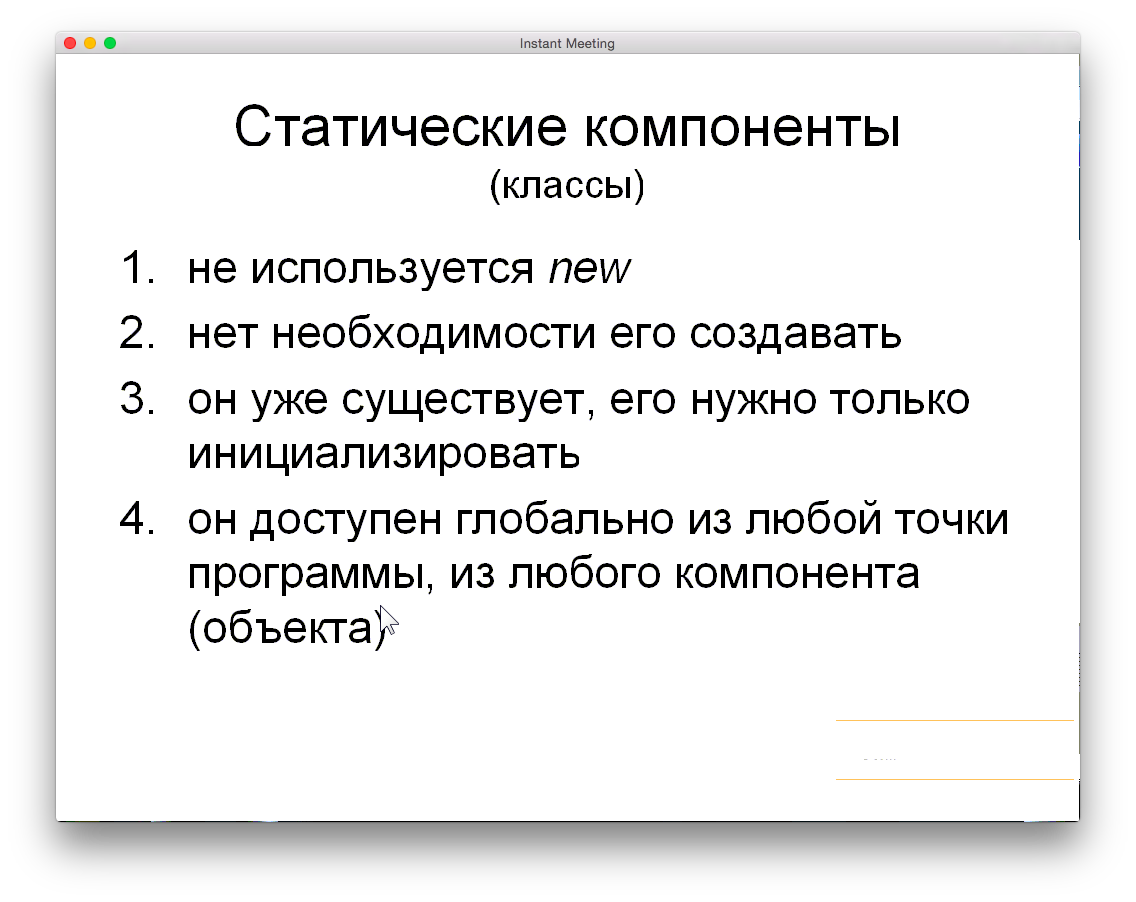 Instant Meeting
Статические компоненты
(классы)
1. не используется new
2. нет необходимости его создавать
3. он уже существует, его нужно только
инициализировать
4. он доступен глобально из любой точки
программы, из любого компонента
(объекта)